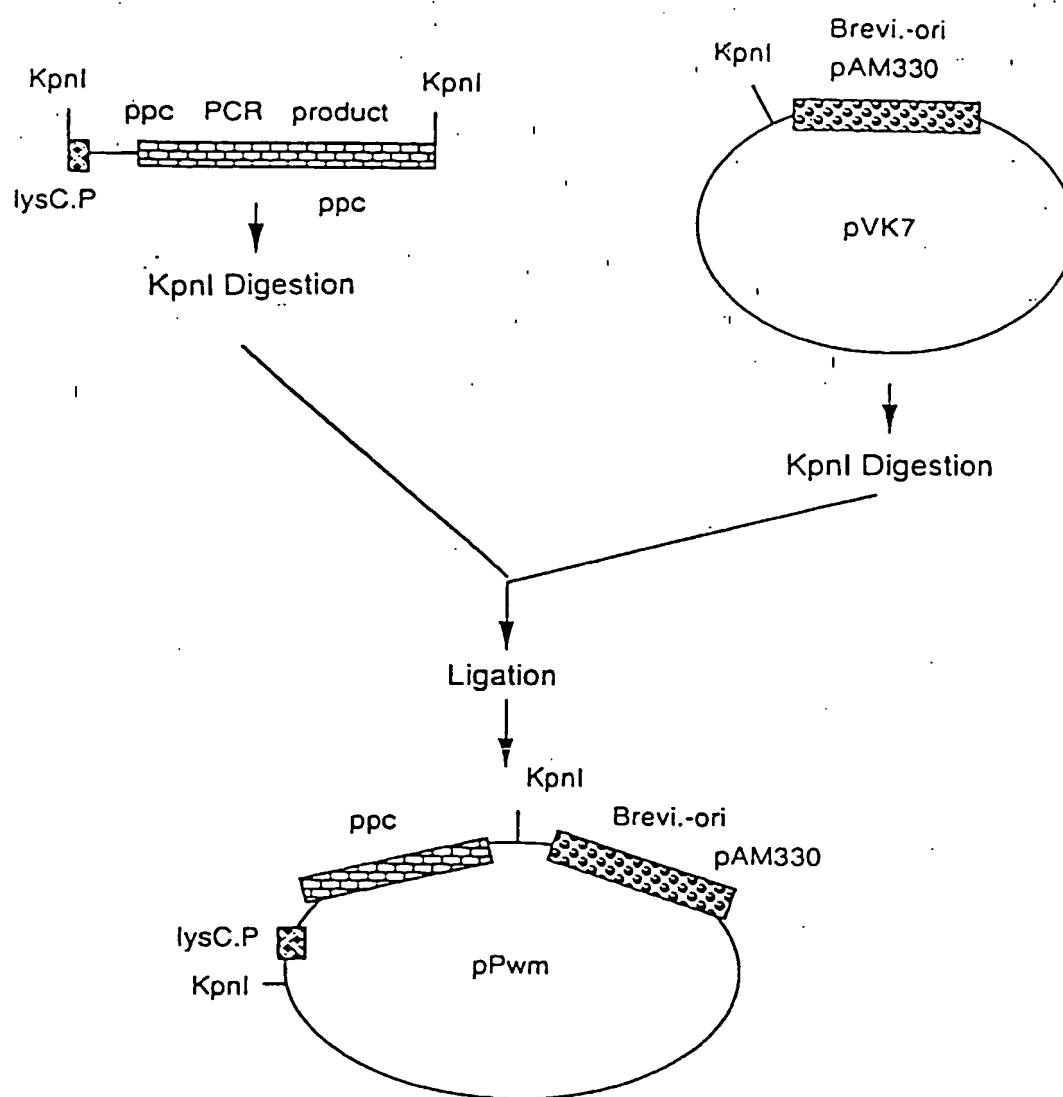 KpnI
KpnI
ppc PCR product
lysC.P
ppc
KpnI Digestion
Brevi.-ori
KpnI
pAM330
pVK7
KpnI Digestion
Ligation
KpnI
ppc
Brevi.-ori
pAM330
lysC.P
KpnI
pPwm